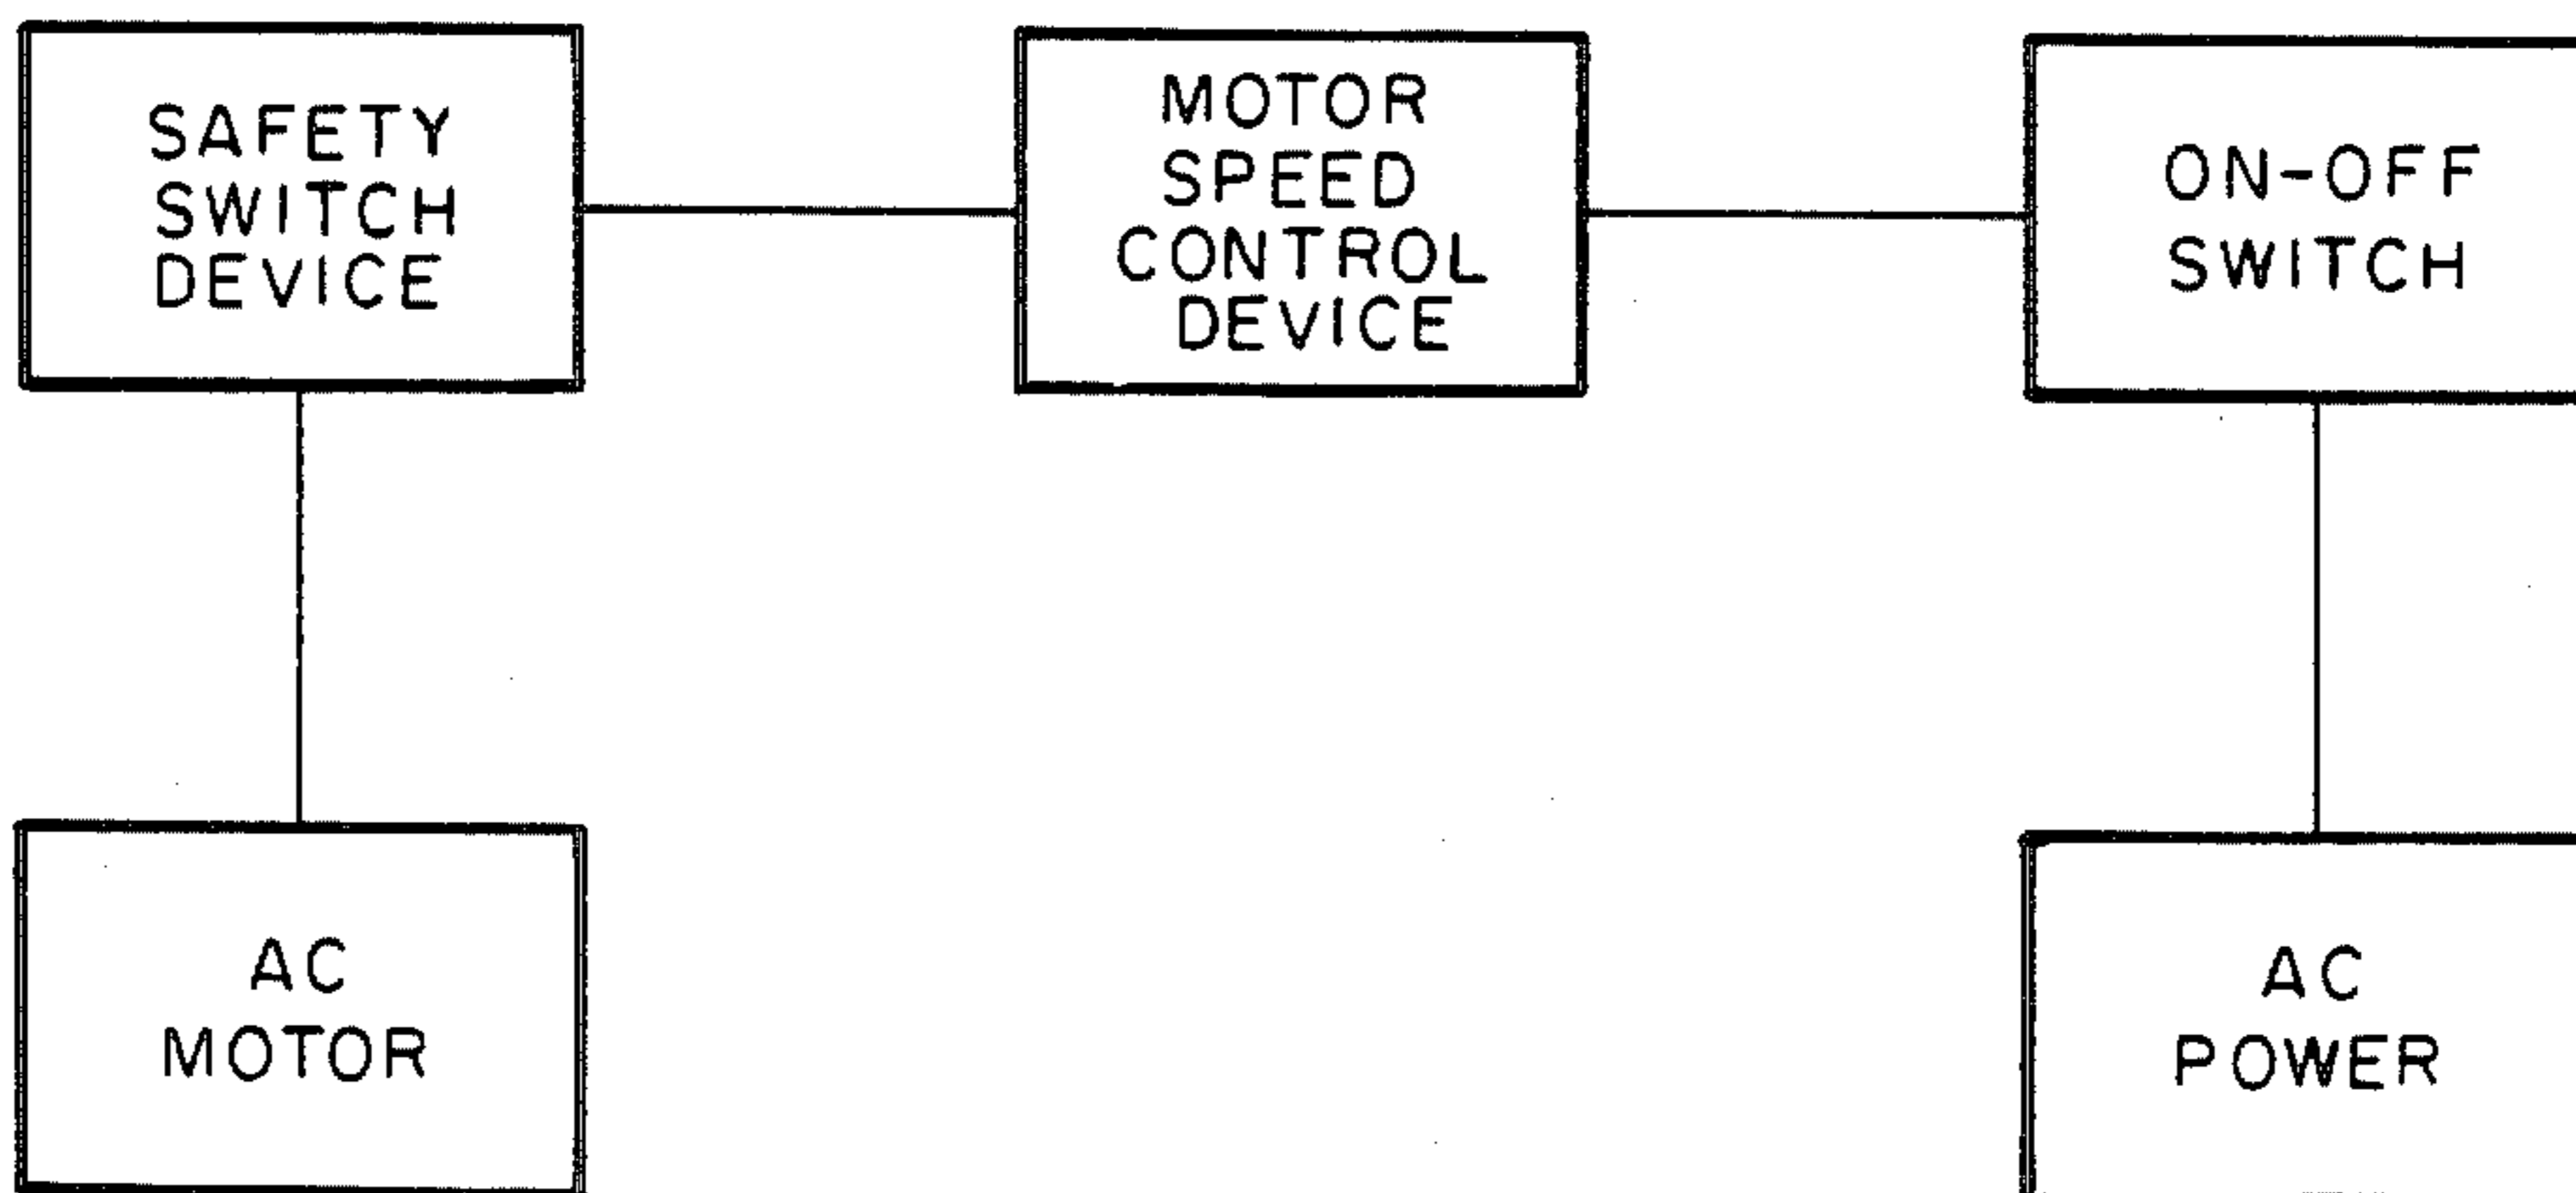 SAFETY
SWITCH
DEVICE
MOTOR
SPEED
CONTROL
DEVICE
ON-OFF
SWITCH
AC
MOTOR
AC
POWER